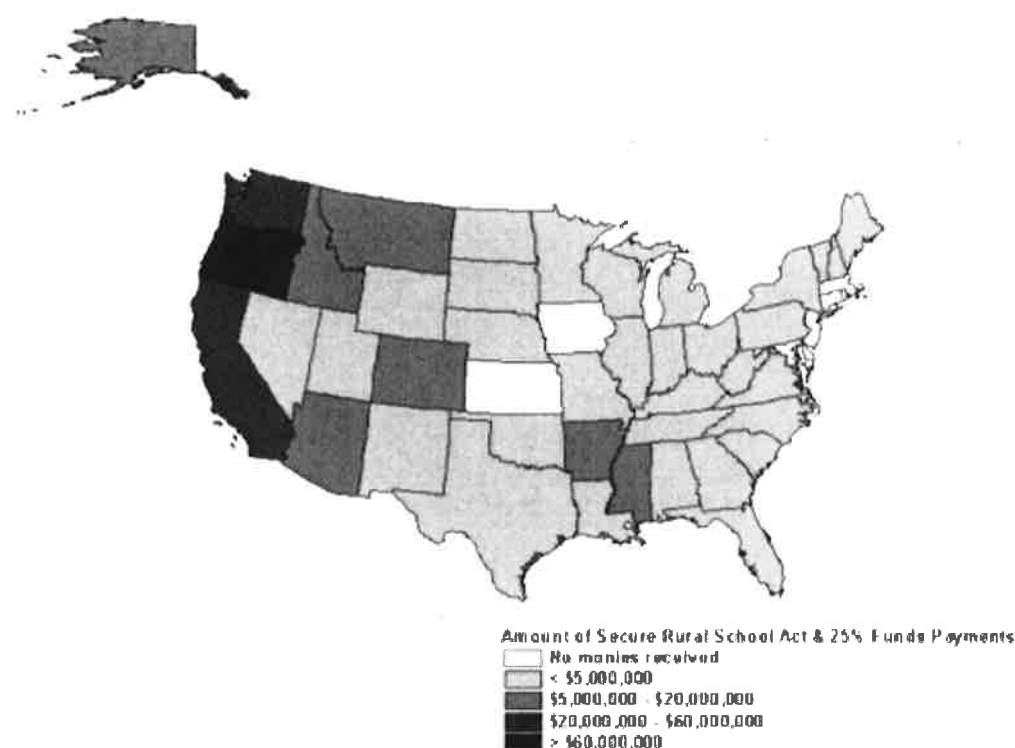 Amount of Secure Rural School Act & 25% Funds Payments
No monies received
< $5,000,000
$5,000,000 - $20,000,000
$20,000,000 - $60,000,000
> $60,000,000